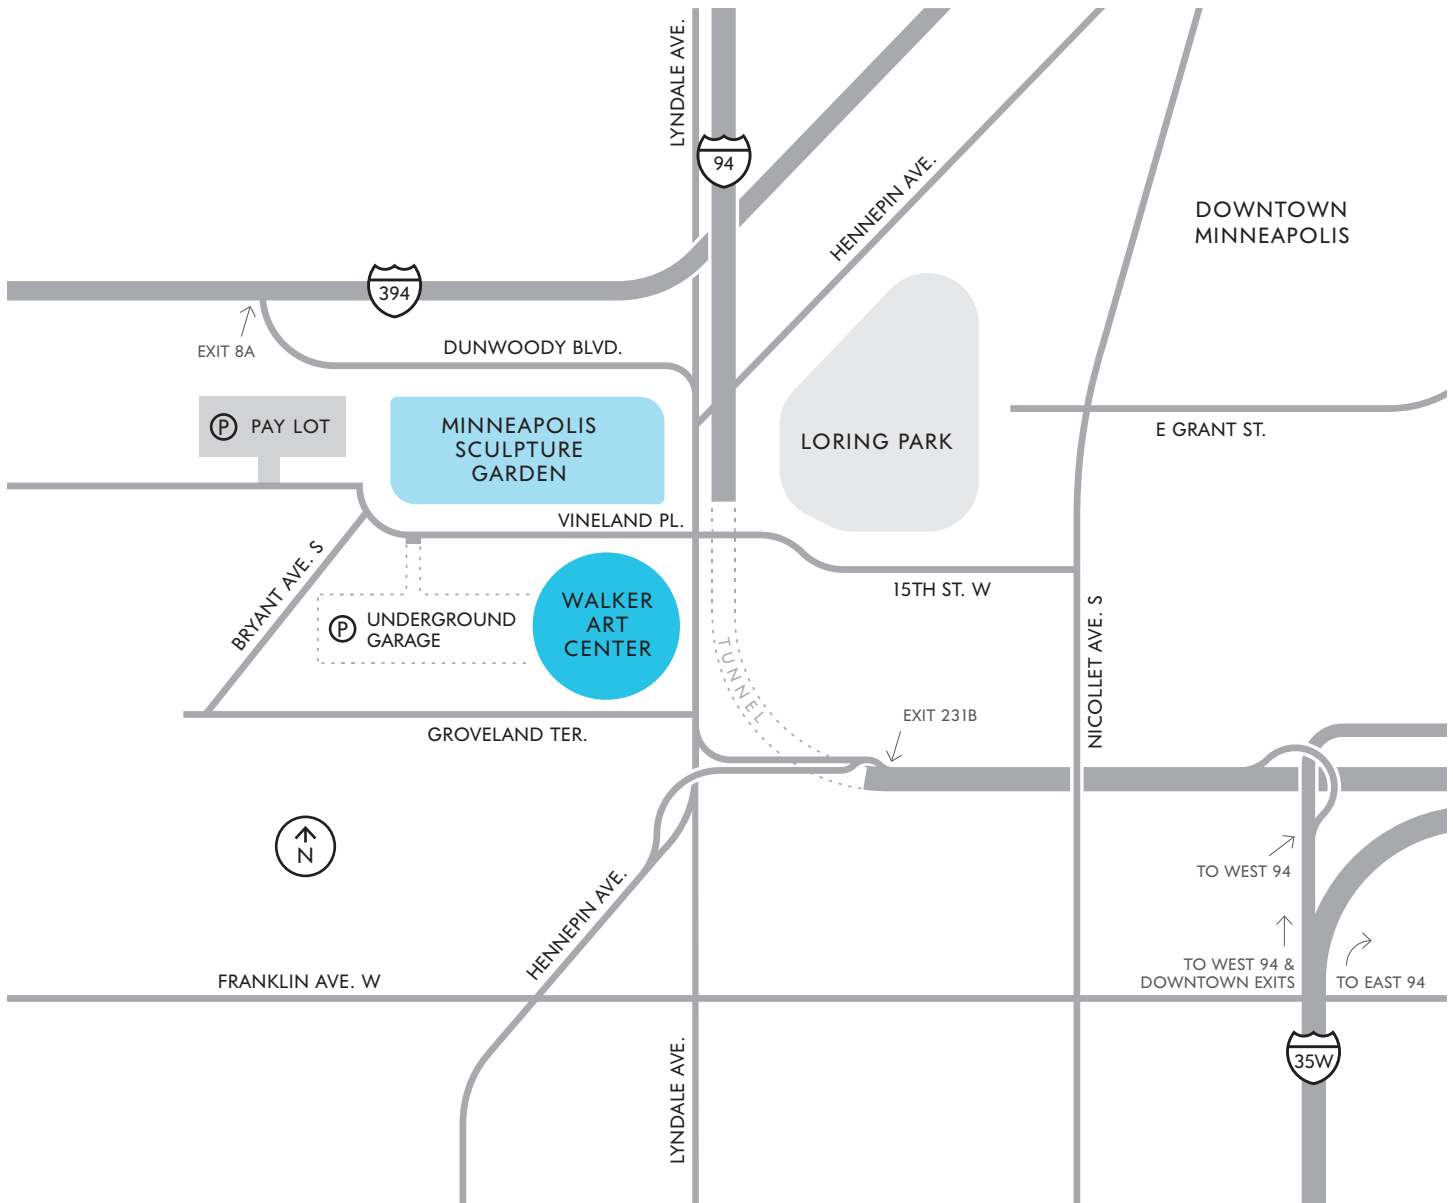 LYNDALE AVE.
94
HENNEPIN AVE.
DOWNTOWN
MINNEAPOLIS
394
EXIT 8A
DUNWOODY BLVD.
P PAY LOT
MINNEAPOLIS
SCULPTURE
GARDEN
LORING PARK
E GRANT ST.
VINELAND PL.
15TH ST. W
BRYANT AVE. S
P UNDERGROUND
GARAGE
WALKER
ART
CENTER
TUNNEL
NICOLLET AVE. S
GROVELAND TER.
EXIT 231B
N
HENNEPIN AVE.
TO WEST 94
TO WEST 94 &
DOWNTOWN EXITS
TO EAST 94
FRANKLIN AVE. W
35W
LYNDALE AVE.